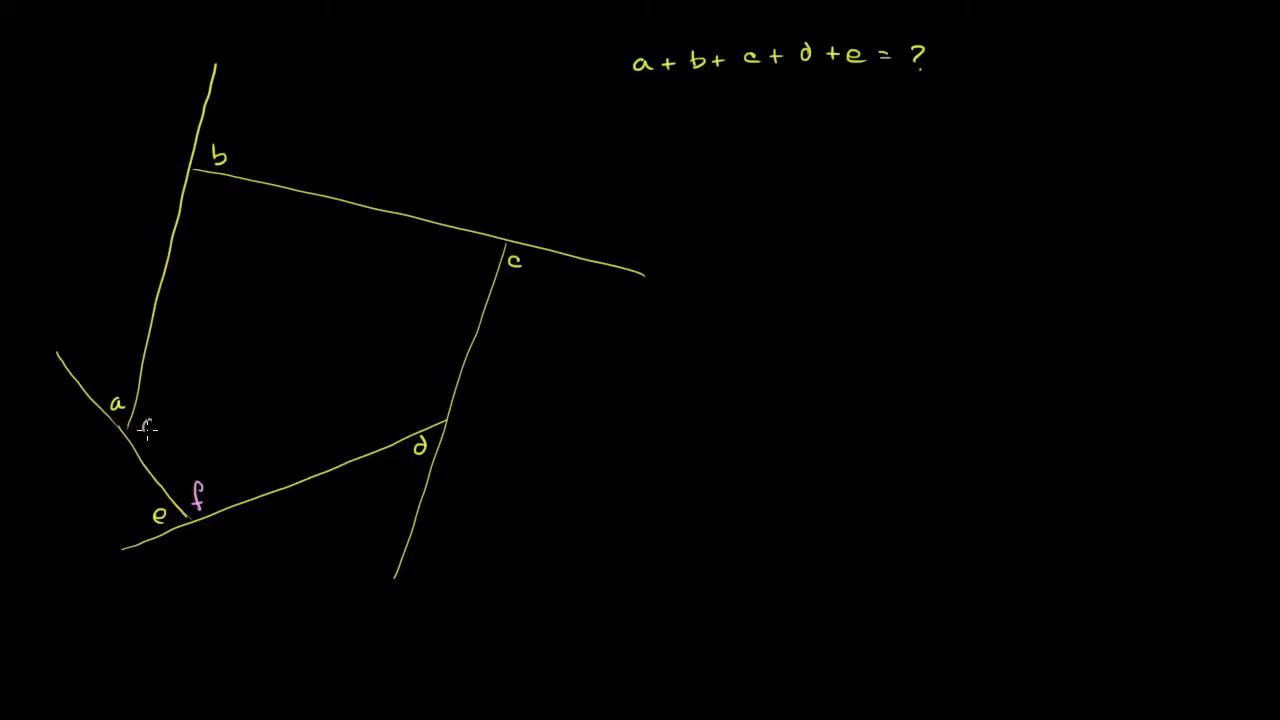 a + b + c + d + e = ?
b
c
a
d
f
e